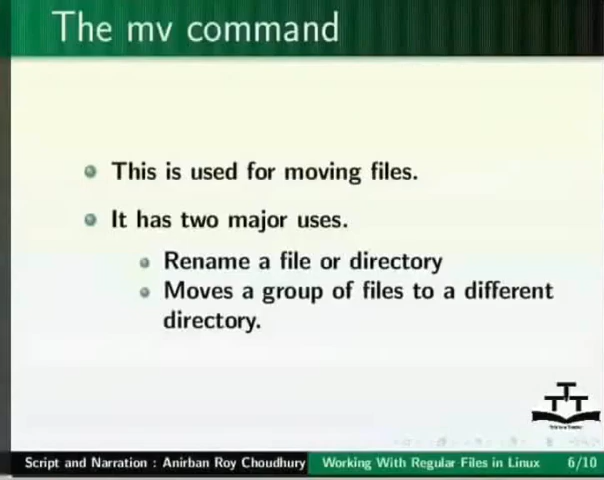 The mv command
This is used for moving files.
It has two major uses.
Rename a file or directory
Moves a group of files to a different
directory.
TTT
Script and Narration : Anirban Roy Choudhury Working With Regular Files in Linux 6/10